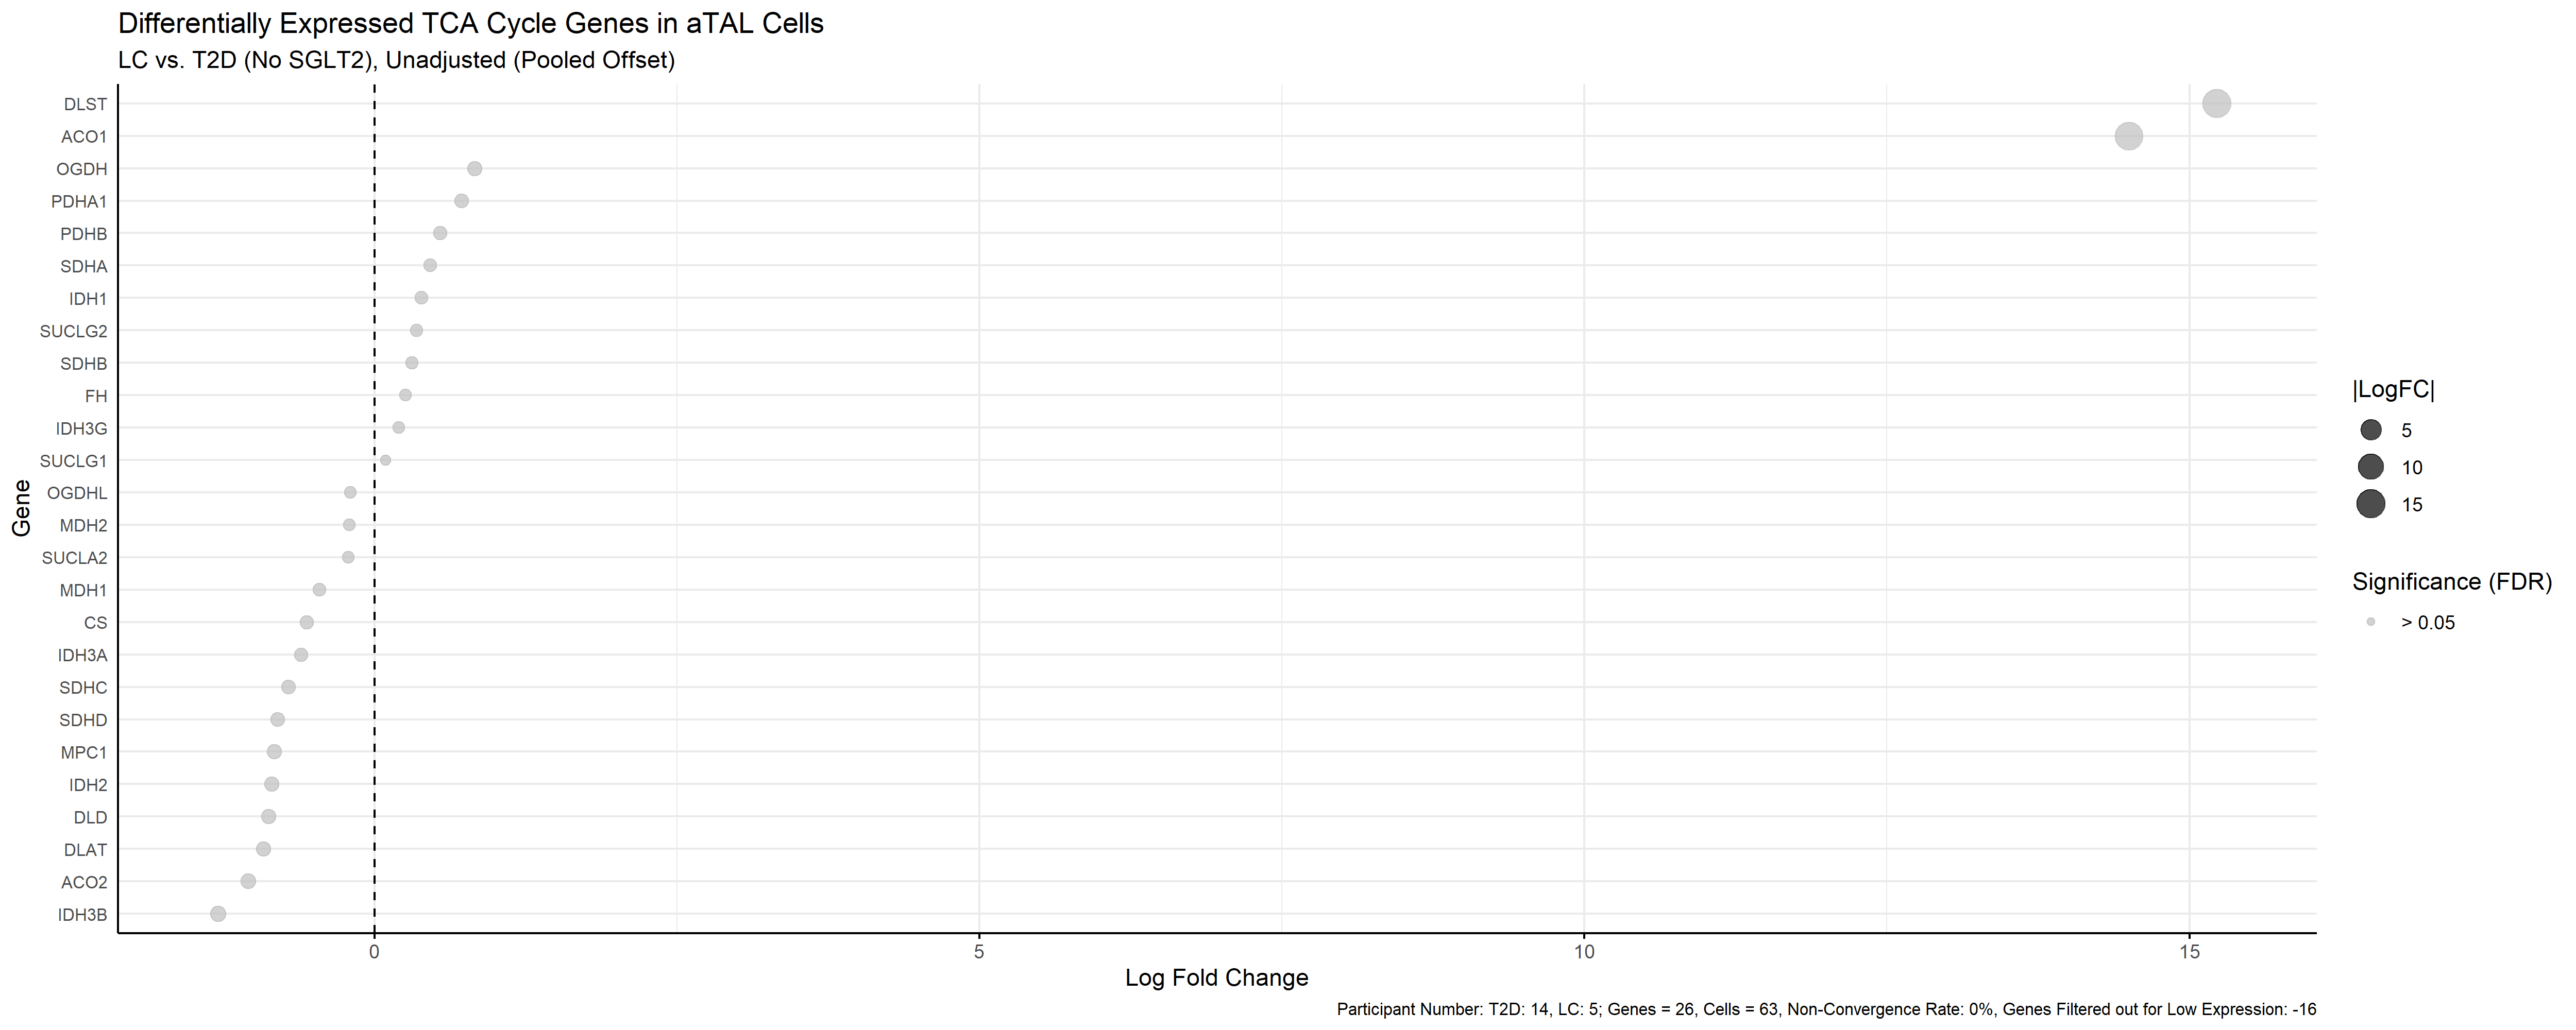 Differentially Expressed TCA Cycle Genes in aTAL Cells
LC vs. T2D (No SGLT2), Unadjusted (Pooled Offset)
Gene
DLST
ACO1
OGDH
PDHA1
PDHB
SDHA
IDH1
SUCLG2
SDHB
FH
IDH3G
SUCLG1
OGDHL
MDH2
SUCLA2
MDH1
CS
IDH3A
SDHC
SDHD
MPC1
IDH2
DLD
DLAT
ACO2
IDH3B
0 5 10 15
Log Fold Change
|LogFC|
5
10
15
Significance (FDR)
> 0.05
Participant Number: T2D: 14, LC: 5; Genes = 26, Cells = 63, Non-Convergence Rate: 0%, Genes Filtered out for Low Expression: -16